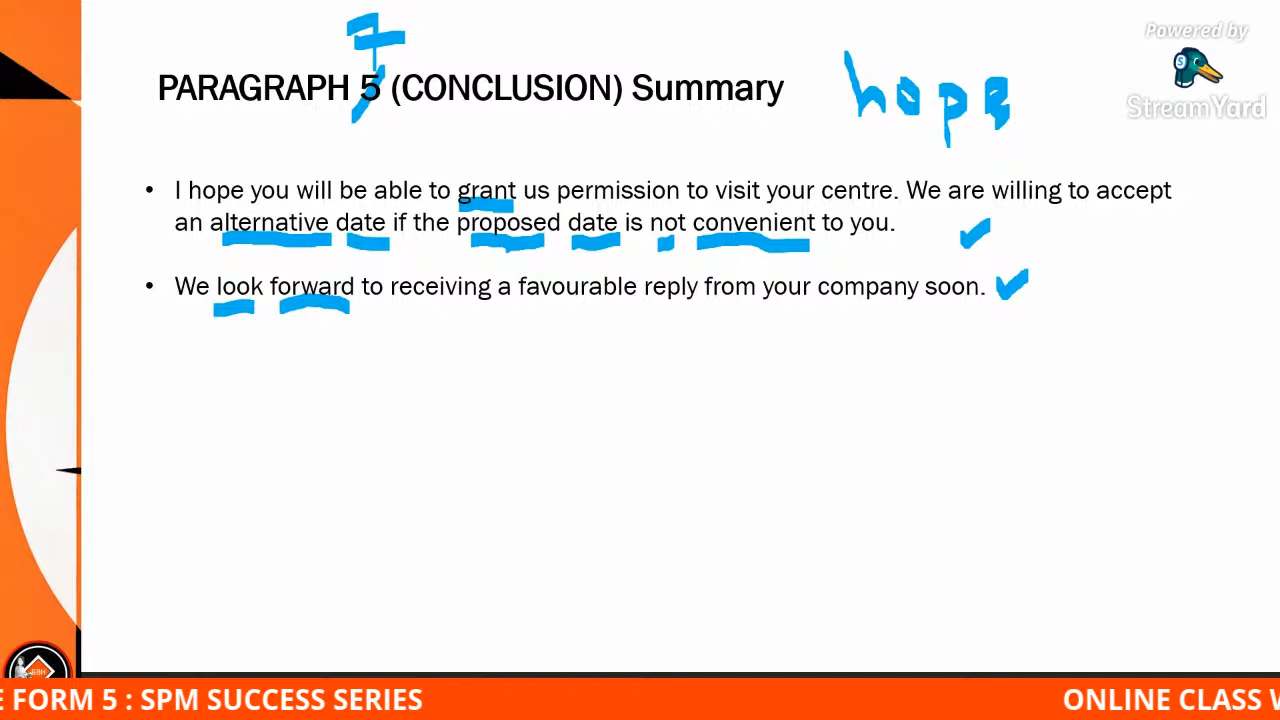 7
Powered by
PARAGRAPH 5 (CONCLUSION) Summary
hope
StreamYard
• I hope you will be able to grant us permission to visit your centre. We are willing to accept
an alternative date if the proposed date is not convenient to you.
• We look forward to receiving a favourable reply from your company soon.
E FORM 5 : SPM SUCCESS SERIES
ONLINE CLASS W